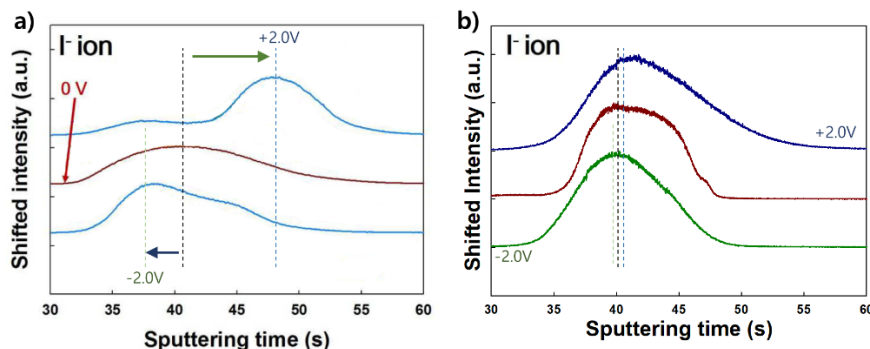 a)
I⁻ ion
+2.0V
0 V
-2.0V
Shifted intensity (a.u.)
30 35 40 45 50 55 60
Sputtering time (s)
b)
I⁻ ion
+2.0V
-2.0V
Shifted Intensity (a.u.)
30 35 40 45 50 55 60
Sputtering time (s)